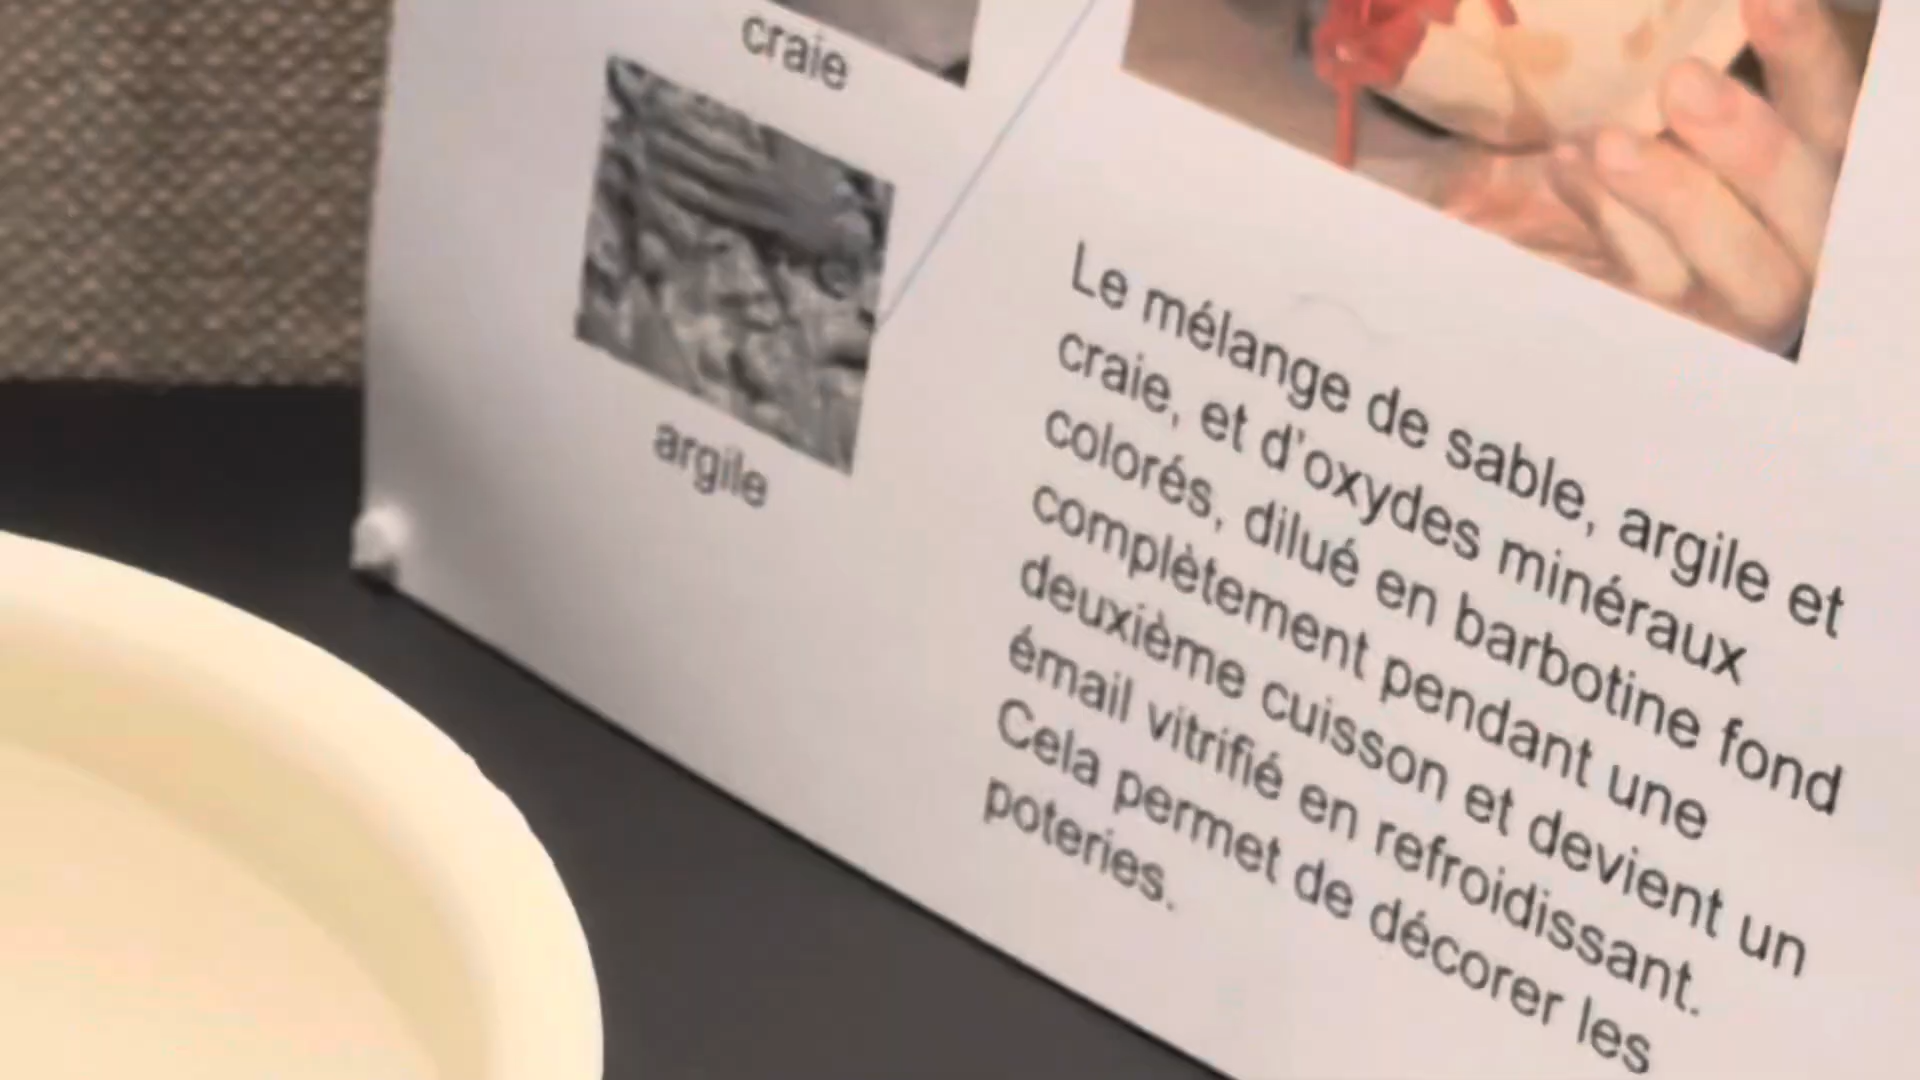 craie
argile
Le mélange de sable, argile et
craie, et d'oxydes minéraux
colorés, dilué en barbotine fond
complètement pendant une
deuxième cuisson et devient un
émail vitrifié en refroidissant.
Cela permet de décorer les
poteries.